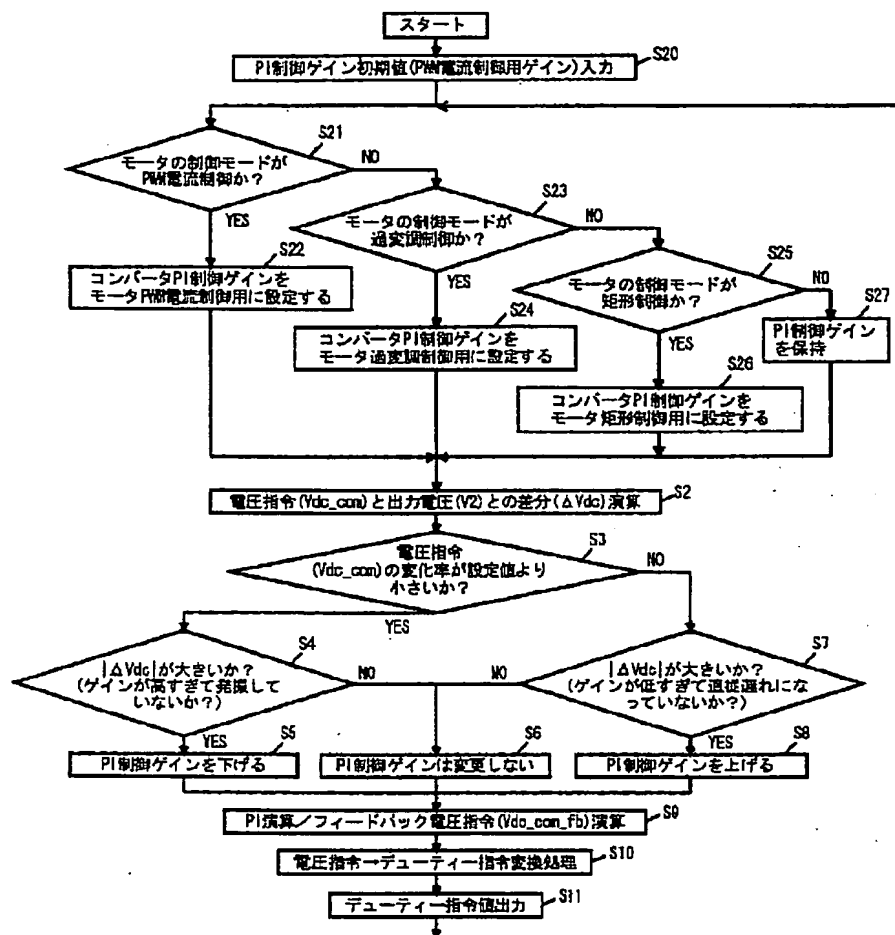 スタート
S20
PI制御ゲイン初期値(PWM電流制御用ゲイン)入力
S21
モータの制御モードが
PWM電流制御か？
NO
YES
S22
コンバータPI制御ゲインを
モータPWM電流制御用に設定する
S23
モータの制御モードが
過変調制御か？
NO
YES
S24
コンバータPI制御ゲインを
モータ過変調制御用に設定する
S25
モータの制御モードが
矩形制御か？
NO
YES
S26
コンバータPI制御ゲインを
モータ矩形制御用に設定する
S27
PI制御ゲイン
を保持
S2
電圧指令(Vdc_com)と出力電圧(V2)との差分(ΔVdc)演算
S3
電圧指令
(Vdc_com)の変化率が設定値より
小さいか？
NO
YES
S4
|ΔVdc|が大きいか？
(ゲインが高すぎて発振して
いないか？)
NO
YES
S5
PI制御ゲインを下げる
S6
PI制御ゲインは変更しない
S7
|ΔVdc|が大きいか？
(ゲインが低すぎて追従遅れにな
っていないか？)
NO
YES
S8
PI制御ゲインを上げる
S9
PI演算／フィードバック電圧指令(Vdc_com_fb)演算
S10
電圧指令→デューティー指令変換処理
S11
デューティー指令値出力